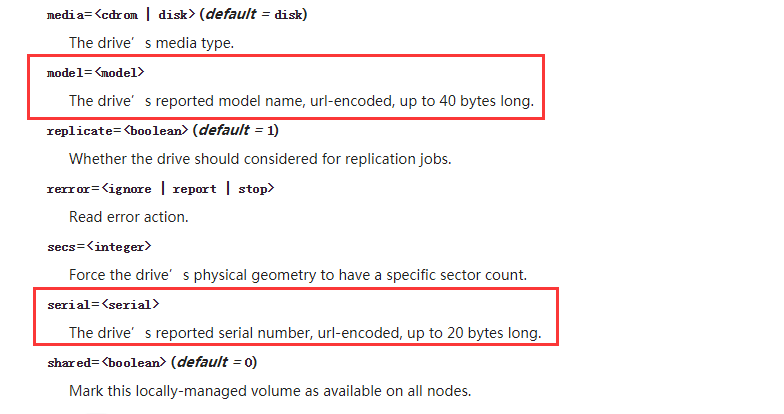 media=<cdrom | disk> (default = disk)
The drive’s media type.
model=<model>
The drive’s reported model name, url-encoded, up to 40 bytes long.
replicate=<boolean> (default = 1)
Whether the drive should considered for replication jobs.
rerror=<ignore | report | stop>
Read error action.
secs=<integer>
Force the drive’s physical geometry to have a specific sector count.
serial=<serial>
The drive’s reported serial number, url-encoded, up to 20 bytes long.
shared=<boolean> (default = 0)
Mark this locally-managed volume as available on all nodes.